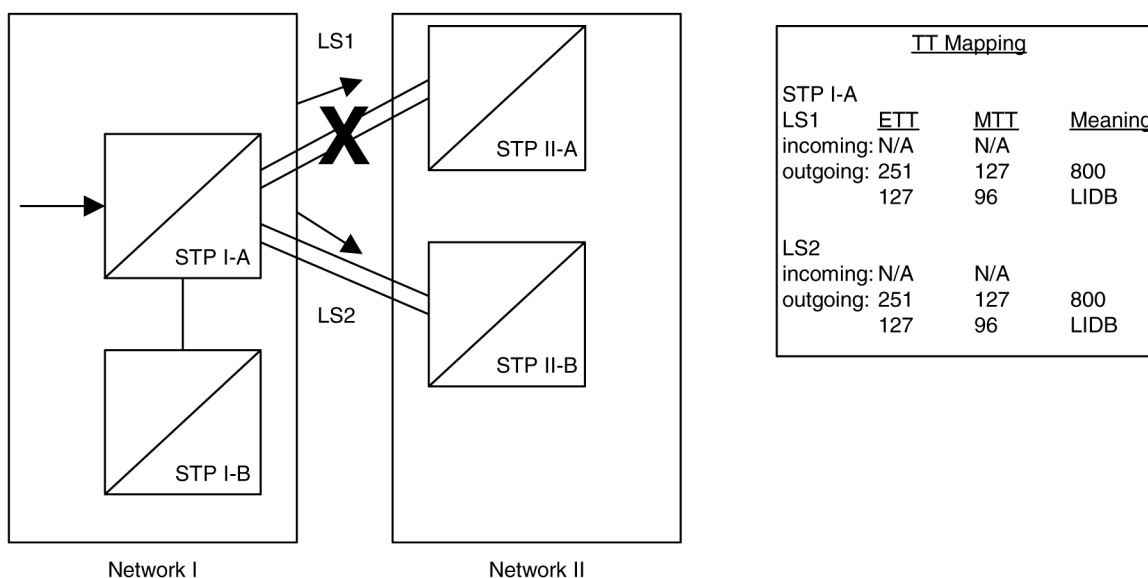 LS1
STP II-A
STP I-A
LS2
STP II-B
STP I-B
Network I
Network II
TT Mapping
STP I-A
LS1 ETT MTT Meaning
incoming: N/A N/A
outgoing: 251 127 800
127 96 LIDB
LS2
incoming: N/A N/A
outgoing: 251 127 800
127 96 LIDB